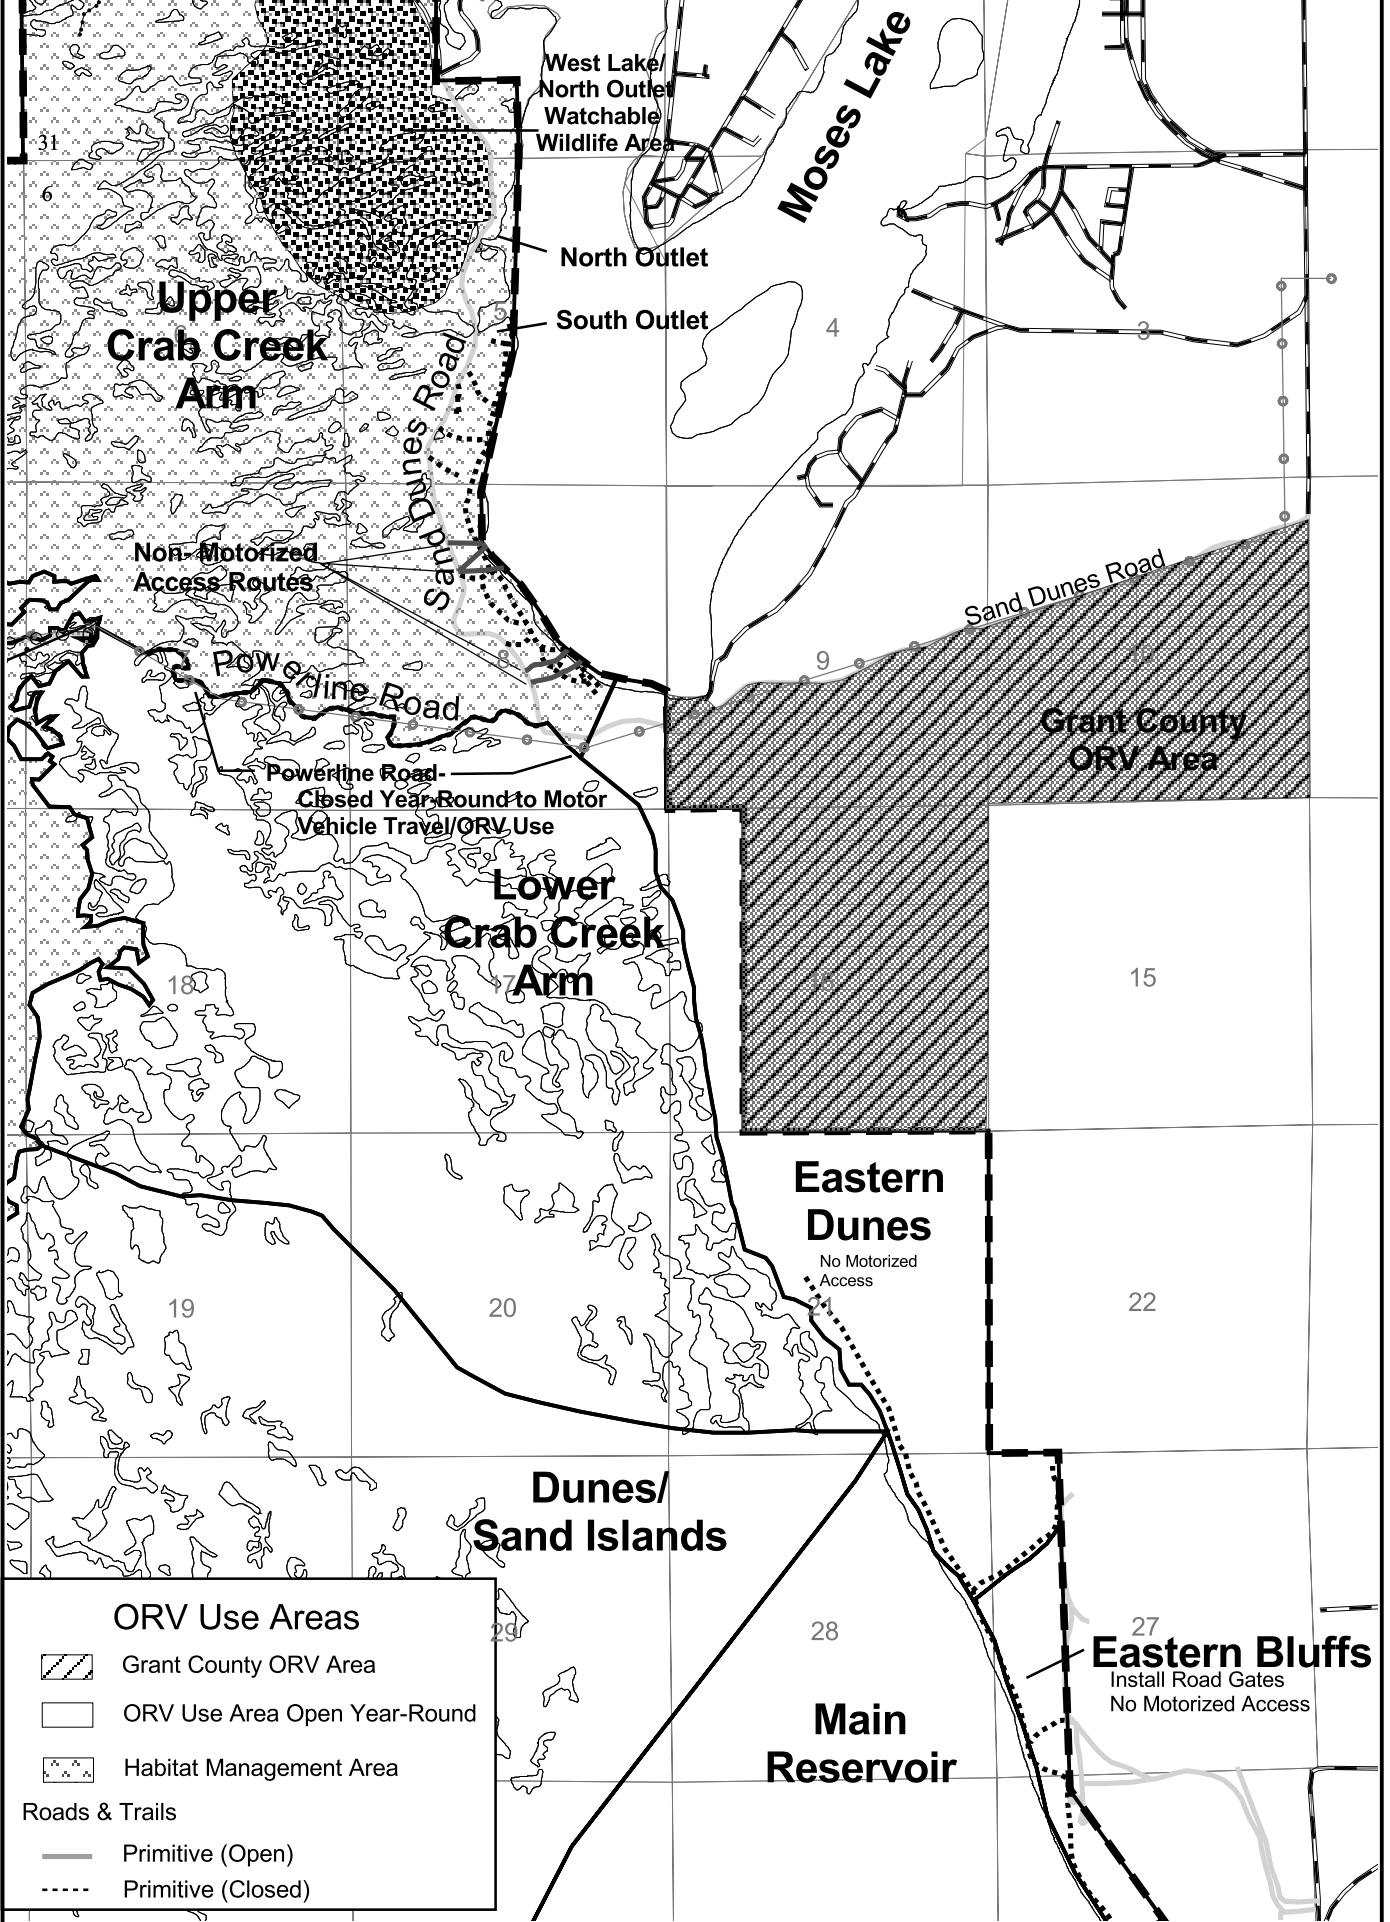 West Lake/
North Outlet
Watchable
Wildlife Area
Moses Lake
31
6
North Outlet
South Outlet
5
4
3
Upper
Crab Creek
Arm
Sand Dunes Road
Non- Motorized
Access Routes
Sand Dunes Road
7
8
9
10
Powerline Road
Grant County
ORV Area
Powerline Road-
Closed Year-Round to Motor
Vehicle Travel/ORV Use
Lower
Crab Creek
Arm
18
17
16
15
Eastern
Dunes
No Motorized
Access
19
20
21
22
Dunes/
Sand Islands
29
28
27
Eastern Bluffs
Install Road Gates
No Motorized Access
Main
Reservoir
ORV Use Areas
Grant County ORV Area
ORV Use Area Open Year-Round
Habitat Management Area
Roads & Trails
Primitive (Open)
Primitive (Closed)